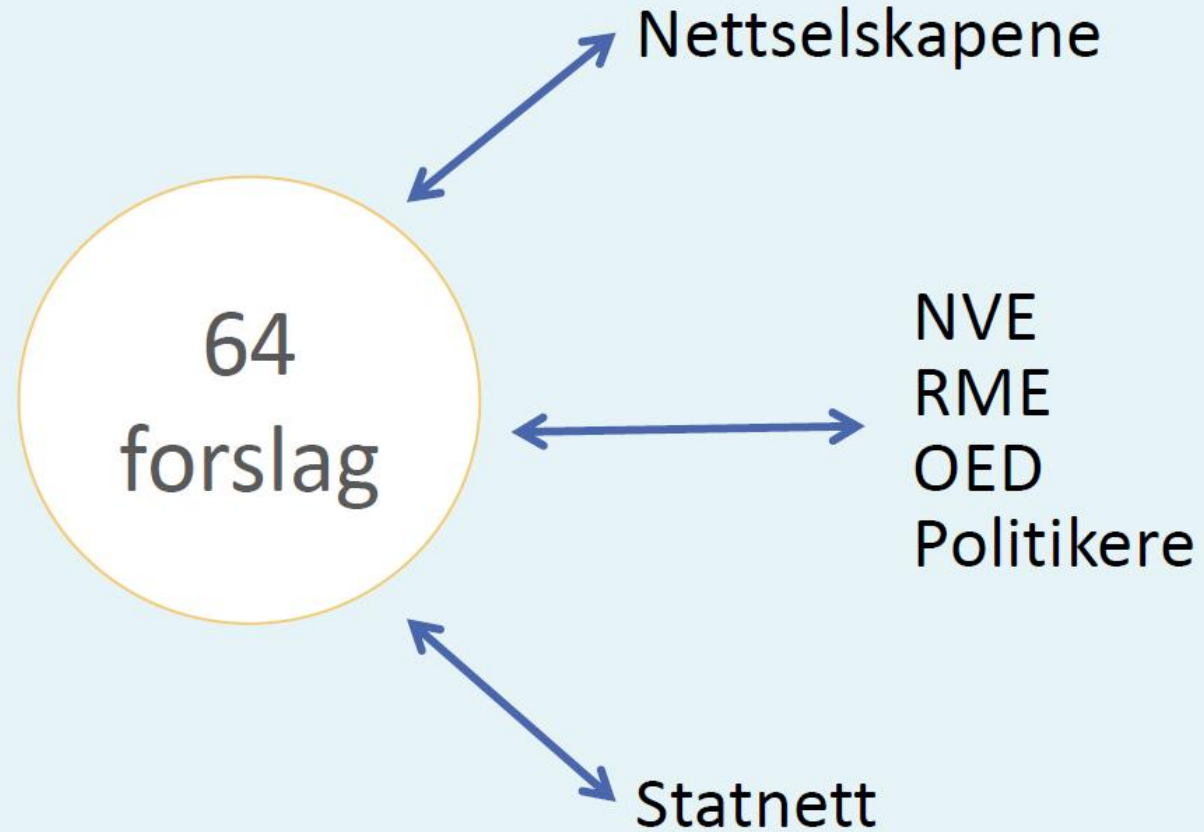 Nettselskapene
64
forslag
NVE
RME
OED
Politikere
Statnett